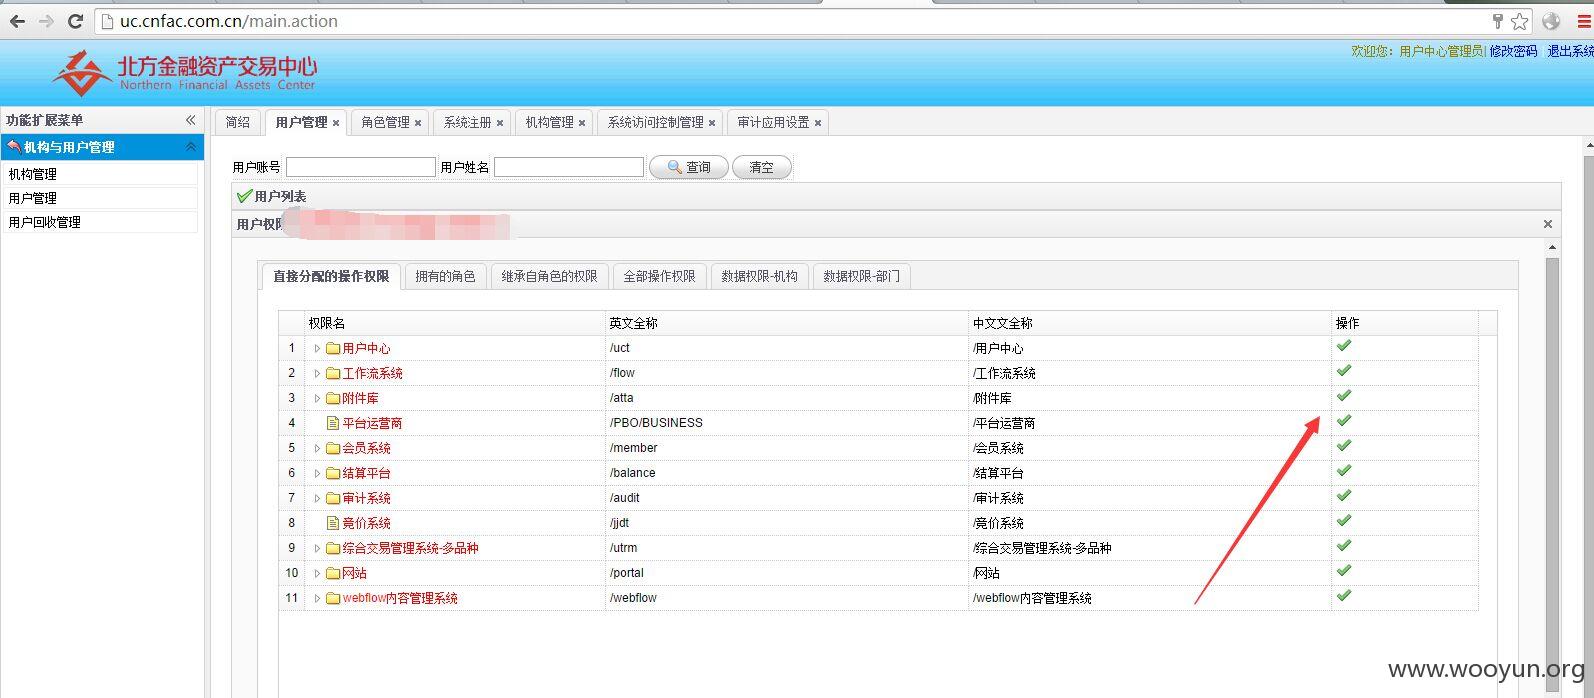 uc.cnfac.com.cn/main.action
北方金融资产交易中心
Northern Financial Assets Center
欢迎您：用户中心管理员| 修改密码 退出系统
功能扩展菜单
机构与用户管理
机构管理
用户管理
用户回收管理
简绍 用户管理 角色管理 系统注册 机构管理 系统访问控制管理 审计应用设置
用户账号 用户姓名 查询 清空
用户列表
用户权限
直接分配的操作权限 拥有的角色 继承自角色的权限 全部操作权限 数据权限-机构 数据权限-部门
权限名 英文全称 中文文全称 操作
1 用户中心 /uct /用户中心
2 工作流系统 /flow /工作流系统
3 附件库 /atta /附件库
4 平台运营商 /PBO/BUSINESS /平台运营商
5 会员系统 /member /会员系统
6 结算平台 /balance /结算平台
7 审计系统 /audit /审计系统
8 竞价系统 /jjdt /竞价系统
9 综合交易管理系统-多品种 /utrm /综合交易管理系统-多品种
10 网站 /portal /网站
11 webflow内容管理系统 /webflow /webflow内容管理系统
www.wooyun.org